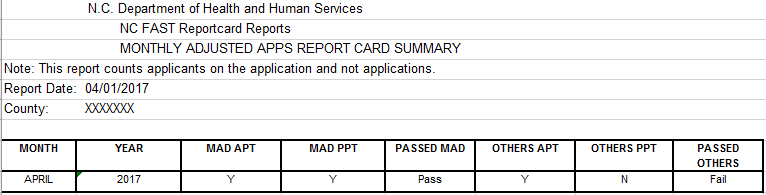 N.C. Department of Health and Human Services
NC FAST Reportcard Reports
MONTHLY ADJUSTED APPS REPORT CARD SUMMARY
Note: This report counts applicants on the application and not applications.
Report Date: 04/01/2017
County: XXXXXXX
MONTH YEAR MAD APT MAD PPT PASSED MAD OTHERS APT OTHERS PPT PASSED OTHERS
APRIL 2017 Y Y Pass Y N Fail